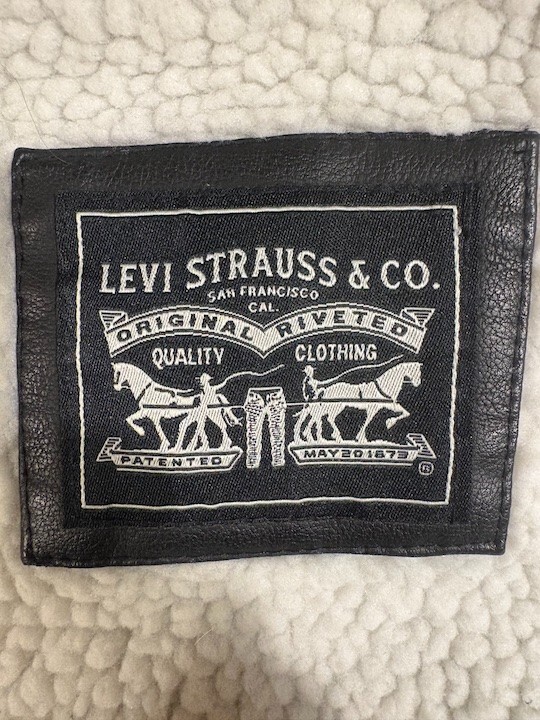 LEVI STRAUSS & CO.
SAN FRANCISCO
CAL.
ORIGINAL RIVETED
QUALITY CLOTHING
PATENTED MAY 20 1873 ®